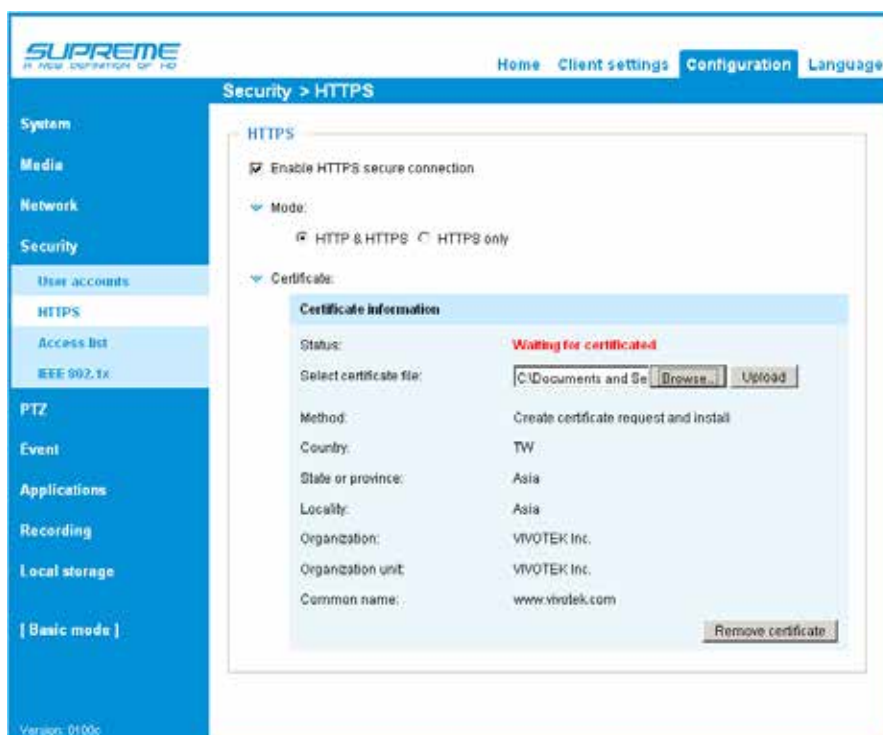 SUPREME
A NEW DEFINITION OF HD
Home Client settings Configuration Language
Security > HTTPS
System
Media
Network
Security
User accounts
HTTPS
Access list
IEEE 802.1x
PTZ
Event
Applications
Recording
Local storage
[ Basic mode ]
Version: 0100c
HTTPS
Enable HTTPS secure connection
Mode:
HTTP & HTTPS HTTPS only
Certificate:
Certificate information
Status: Waiting for certificated
Select certificate file: C:\Documents and Se Browse... Upload
Method: Create certificate request and install
Country: TW
State or province: Asia
Locality: Asia
Organization: VIVOTEK Inc.
Organization unit: VIVOTEK Inc.
Common name: www.vivotek.com
Remove certificate